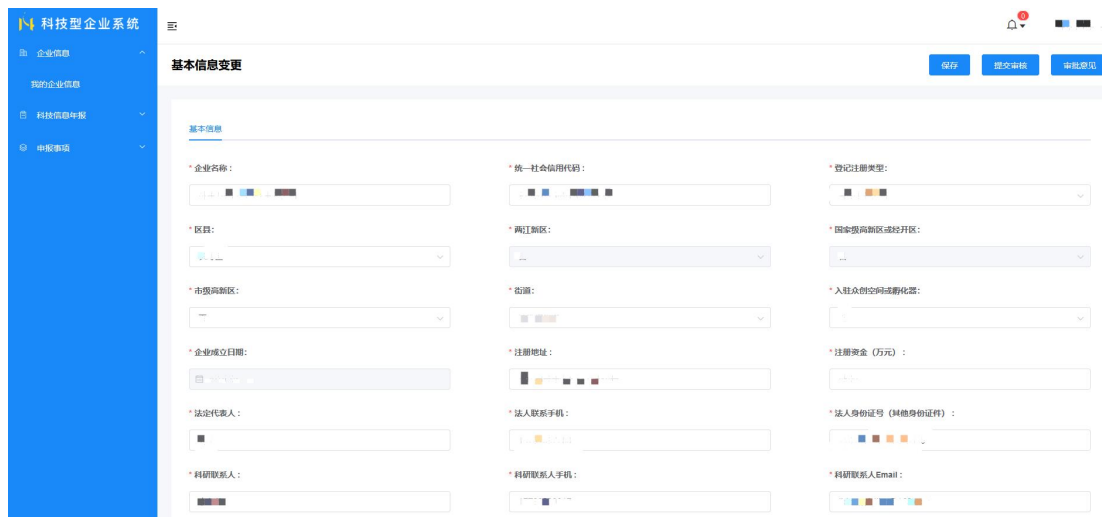 科技型企业系统
0
企业信息
我的企业信息
科技信息年报
申报事项
基本信息变更
保存 提交审核 审批意见
基本信息
*企业名称： *统一社会信用代码： *登记注册类型：
*区县： *两江新区： *国家级高新区或经开区：
*市级高新区： *街道： *入驻众创空间或孵化器：
*企业成立日期： *注册地址： *注册资金（万元）：
*法定代表人： *法人联系手机： *法人身份证号（其他身份证件）：
*科研联系人： *科研联系人手机： *科研联系人Email：